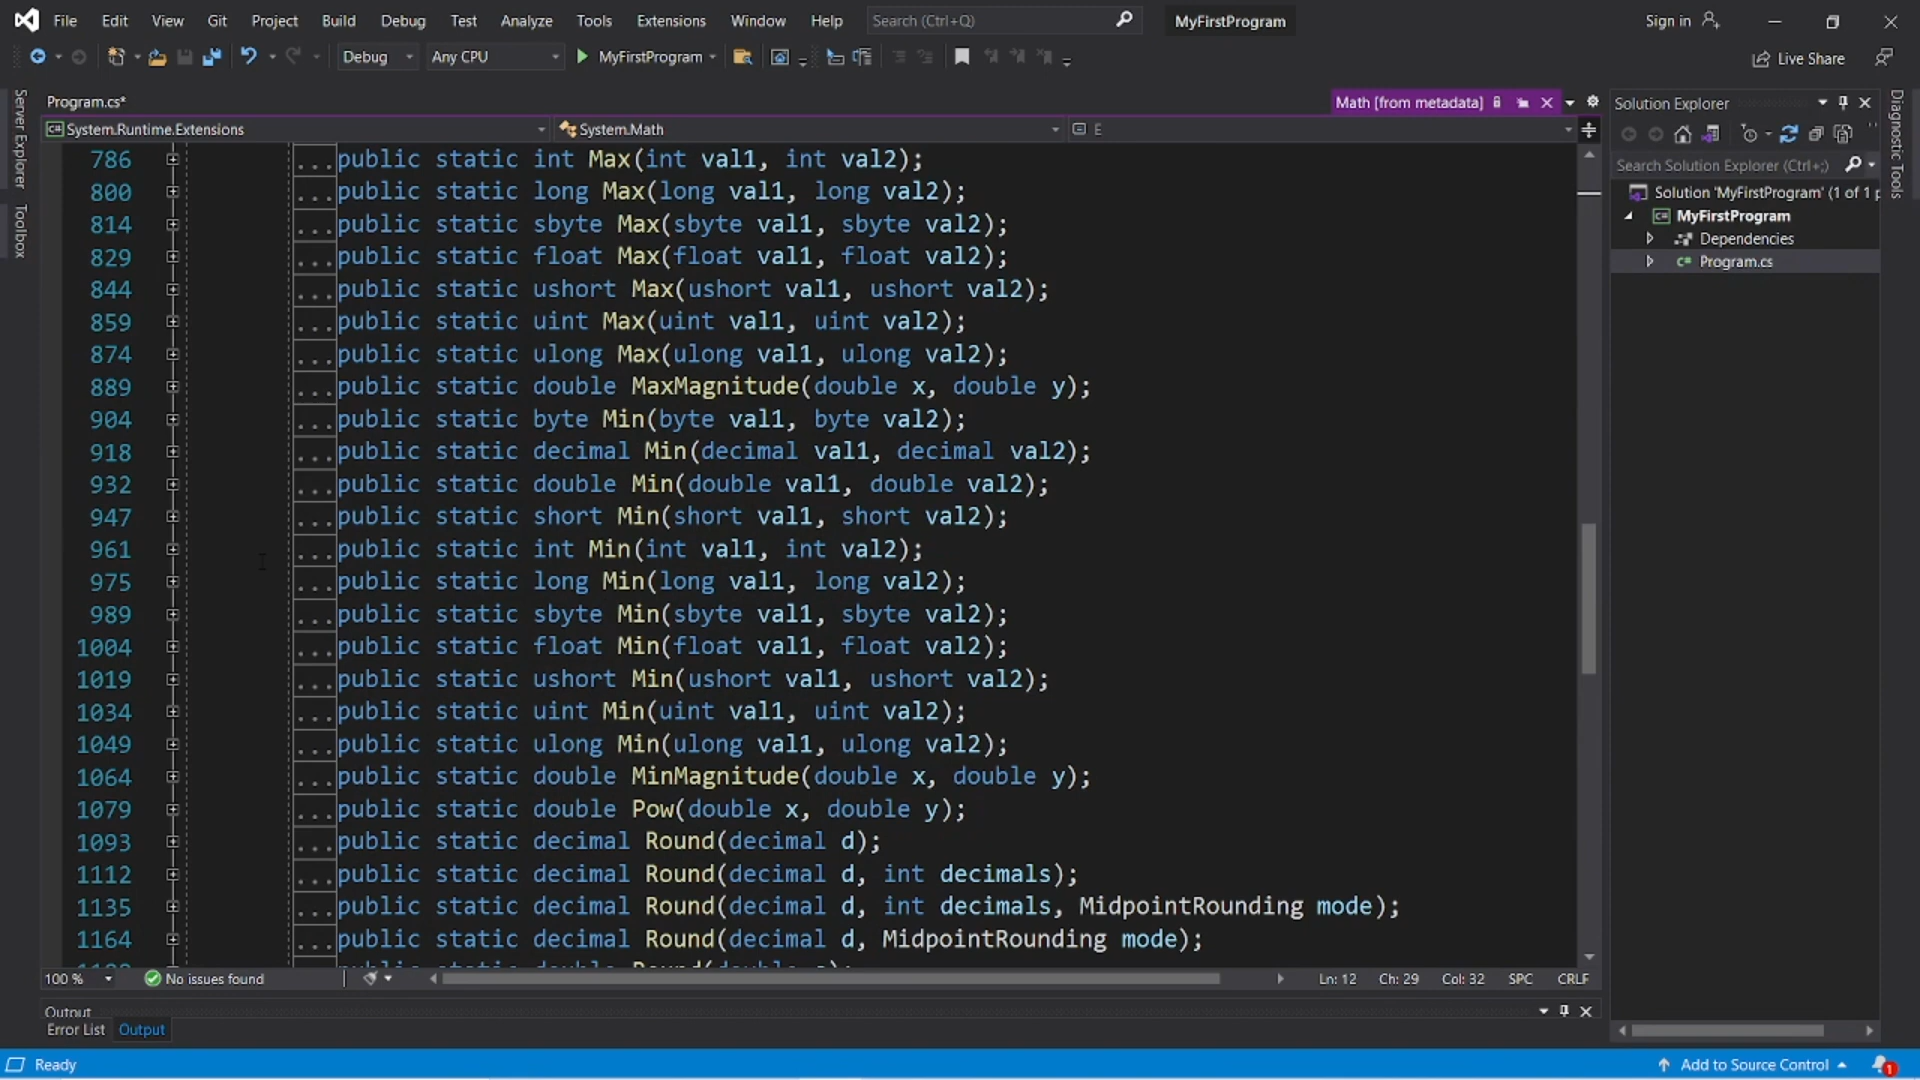 File Edit View Git Project Build Debug Test Analyze Tools Extensions Window Help Search (Ctrl+Q) MyFirstProgram Sign in
Debug Any CPU MyFirstProgram Live Share
Server Explorer
Toolbox
Program.cs* Math [from metadata]
C# System.Runtime.Extensions System.Math E
786 ...public static int Max(int val1, int val2);
800 ...public static long Max(long val1, long val2);
814 ...public static sbyte Max(sbyte val1, sbyte val2);
829 ...public static float Max(float val1, float val2);
844 ...public static ushort Max(ushort val1, ushort val2);
859 ...public static uint Max(uint val1, uint val2);
874 ...public static ulong Max(ulong val1, ulong val2);
889 ...public static double MaxMagnitude(double x, double y);
904 ...public static byte Min(byte val1, byte val2);
918 ...public static decimal Min(decimal val1, decimal val2);
932 ...public static double Min(double val1, double val2);
947 ...public static short Min(short val1, short val2);
961 ...public static int Min(int val1, int val2);
975 ...public static long Min(long val1, long val2);
989 ...public static sbyte Min(sbyte val1, sbyte val2);
1004 ...public static float Min(float val1, float val2);
1019 ...public static ushort Min(ushort val1, ushort val2);
1034 ...public static uint Min(uint val1, uint val2);
1049 ...public static ulong Min(ulong val1, ulong val2);
1064 ...public static double MinMagnitude(double x, double y);
1079 ...public static double Pow(double x, double y);
1093 ...public static decimal Round(decimal d);
1112 ...public static decimal Round(decimal d, int decimals);
1135 ...public static decimal Round(decimal d, int decimals, MidpointRounding mode);
1164 ...public static decimal Round(decimal d, MidpointRounding mode);
100 % No issues found Ln: 12 Ch: 29 Col: 32 SPC CRLF
Output
Error List Output
Solution Explorer
Search Solution Explorer (Ctrl+;)
Solution 'MyFirstProgram' (1 of 1 p
C# MyFirstProgram
Dependencies
C# Program.cs
Diagnostic Tools
Ready Add to Source Control 1